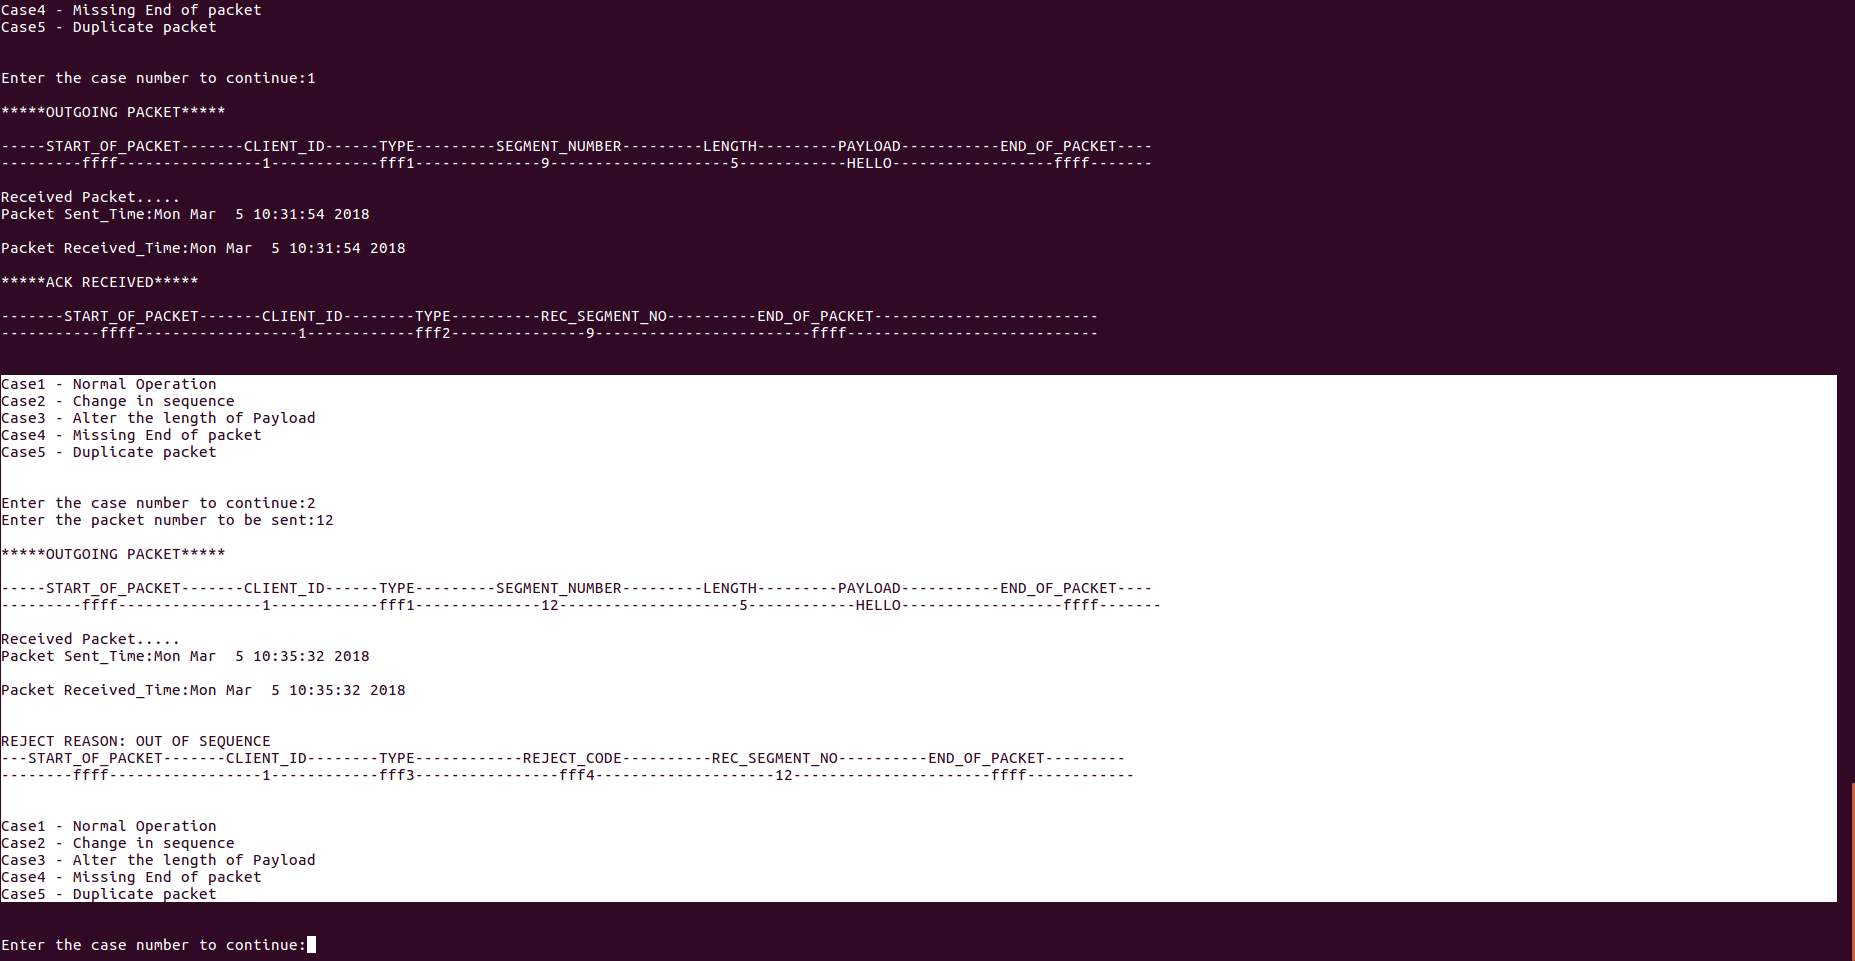 Case4 - Missing End of packet
Case5 - Duplicate packet
Enter the case number to continue:1
*****OUTGOING PACKET*****
-----START_OF_PACKET-------CLIENT_ID------TYPE---------SEGMENT_NUMBER---------LENGTH---------PAYLOAD-----------END_OF_PACKET----
---------ffff----------------1------------fff1--------------9--------------------5------------HELLO------------------ffff-------
Received Packet.....
Packet Sent_Time:Mon Mar  5 10:31:54 2018
Packet Received_Time:Mon Mar  5 10:31:54 2018
*****ACK RECEIVED*****
-------START_OF_PACKET-------CLIENT_ID--------TYPE----------REC_SEGMENT_NO----------END_OF_PACKET-------------------------
-----------ffff------------------1------------fff2---------------9------------------------ffff----------------------------
Case1 - Normal Operation
Case2 - Change in sequence
Case3 - Alter the length of Payload
Case4 - Missing End of packet
Case5 - Duplicate packet
Enter the case number to continue:2
Enter the packet number to be sent:12
*****OUTGOING PACKET*****
-----START_OF_PACKET-------CLIENT_ID------TYPE---------SEGMENT_NUMBER---------LENGTH---------PAYLOAD-----------END_OF_PACKET----
---------ffff----------------1------------fff1--------------12--------------------5------------HELLO------------------ffff-------
Received Packet.....
Packet Sent_Time:Mon Mar  5 10:35:32 2018
Packet Received_Time:Mon Mar  5 10:35:32 2018
REJECT REASON: OUT OF SEQUENCE
---START_OF_PACKET-------CLIENT_ID--------TYPE------------REJECT_CODE----------REC_SEGMENT_NO----------END_OF_PACKET---------
--------ffff-----------------1------------fff3----------------fff4--------------------12----------------------ffff------------
Case1 - Normal Operation
Case2 - Change in sequence
Case3 - Alter the length of Payload
Case4 - Missing End of packet
Case5 - Duplicate packet
Enter the case number to continue: